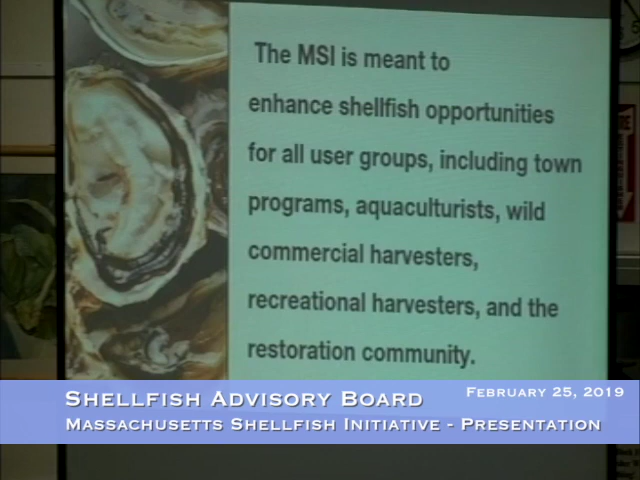 The MSI is meant to
enhance shellfish opportunities
for all user groups, including town
programs, aquaculturists, wild
commercial harvesters,
recreational harvesters, and the
restoration community.
Shellfish Advisory Board
February 25, 2019
Massachusetts Shellfish Initiative - Presentation